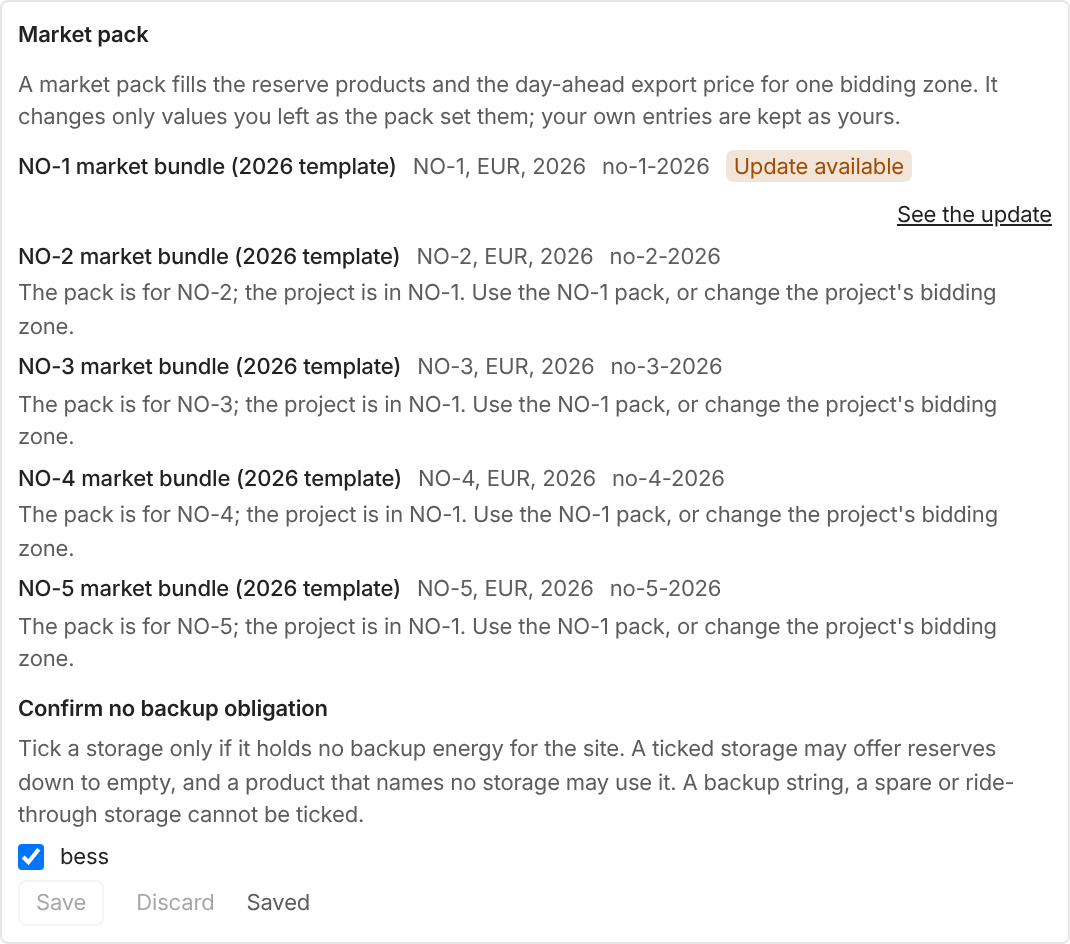 Market pack
A market pack fills the reserve products and the day-ahead export price for one bidding zone. It
changes only values you left as the pack set them; your own entries are kept as yours.
NO-1 market bundle (2026 template) NO-1, EUR, 2026 no-1-2026 Update available
See the update
NO-2 market bundle (2026 template) NO-2, EUR, 2026 no-2-2026
The pack is for NO-2; the project is in NO-1. Use the NO-1 pack, or change the project's bidding
zone.
NO-3 market bundle (2026 template) NO-3, EUR, 2026 no-3-2026
The pack is for NO-3; the project is in NO-1. Use the NO-1 pack, or change the project's bidding
zone.
NO-4 market bundle (2026 template) NO-4, EUR, 2026 no-4-2026
The pack is for NO-4; the project is in NO-1. Use the NO-1 pack, or change the project's bidding
zone.
NO-5 market bundle (2026 template) NO-5, EUR, 2026 no-5-2026
The pack is for NO-5; the project is in NO-1. Use the NO-1 pack, or change the project's bidding
zone.
Confirm no backup obligation
Tick a storage only if it holds no backup energy for the site. A ticked storage may offer reserves
down to empty, and a product that names no storage may use it. A backup string, a spare or ride-
through storage cannot be ticked.
bess
Save Discard Saved